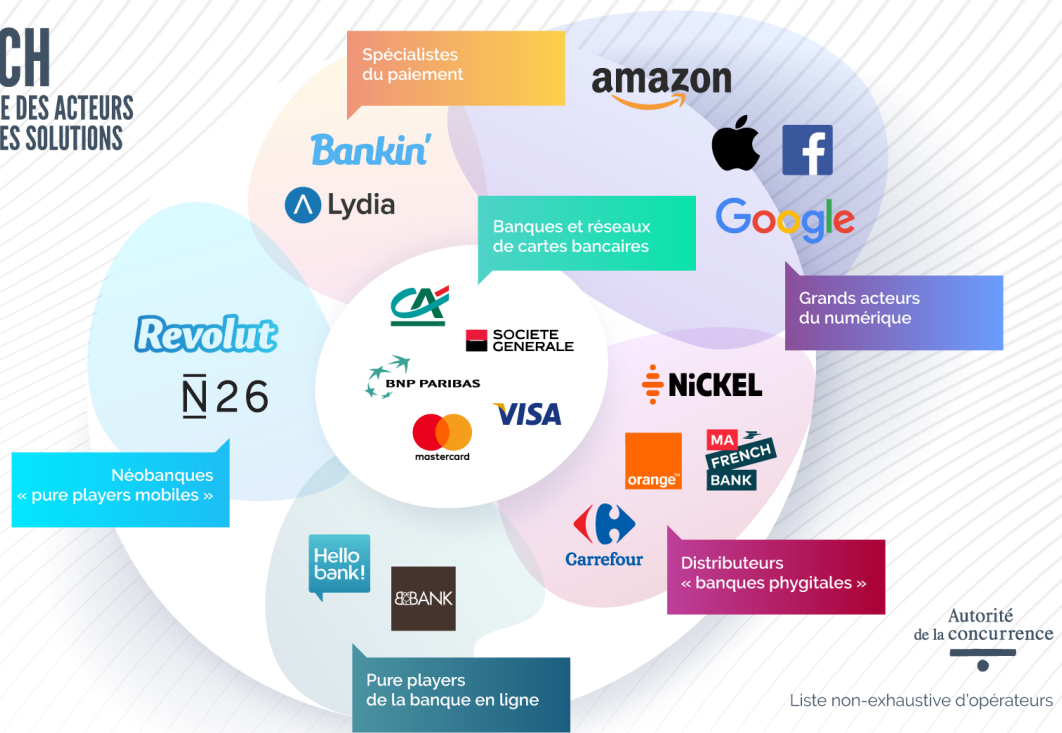 CH
E DES ACTEURS
ES SOLUTIONS
Spécialistes
du paiement
amazon
Bankin'
Lydia
f
Google
Banques et réseaux
de cartes bancaires
Grands acteurs
du numérique
CA
SOCIETE
GENERALE
BNP PARIBAS
VISA
mastercard
Revolut
N26
Néobanques
« pure players mobiles »
NiCKEL
orange™
MA
FRENCH
BANK
Carrefour
Distributeurs
« banques phygitales »
Hello
bank!
BANK
Pure players
de la banque en ligne
Autorité
de la concurrence
Liste non-exhaustive d'opérateurs